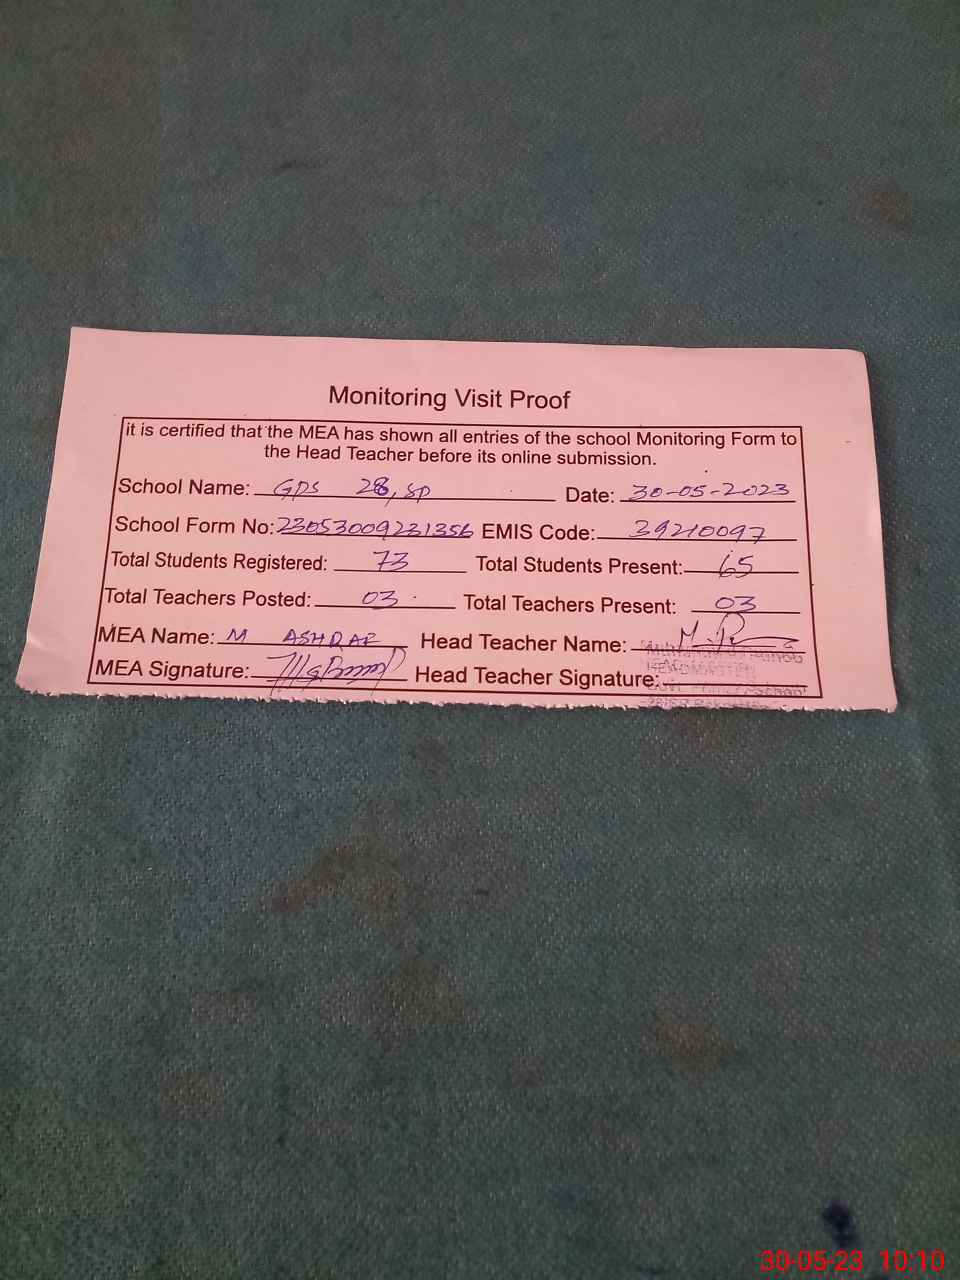 Monitoring Visit Proof
it is certified that the MEA has shown all entries of the school Monitoring Form to
the Head Teacher before its online submission.
School Name: GPS 28, SP Date: 30-05-2023
School Form No: 23053009231356 EMIS Code: 39210097
Total Students Registered: 73 Total Students Present: 65
Total Teachers Posted: 03 Total Teachers Present: 03
MEA Name: M ASHRAF Head Teacher Name:
MEA Signature: Head Teacher Signature:
30-05-23 10:10